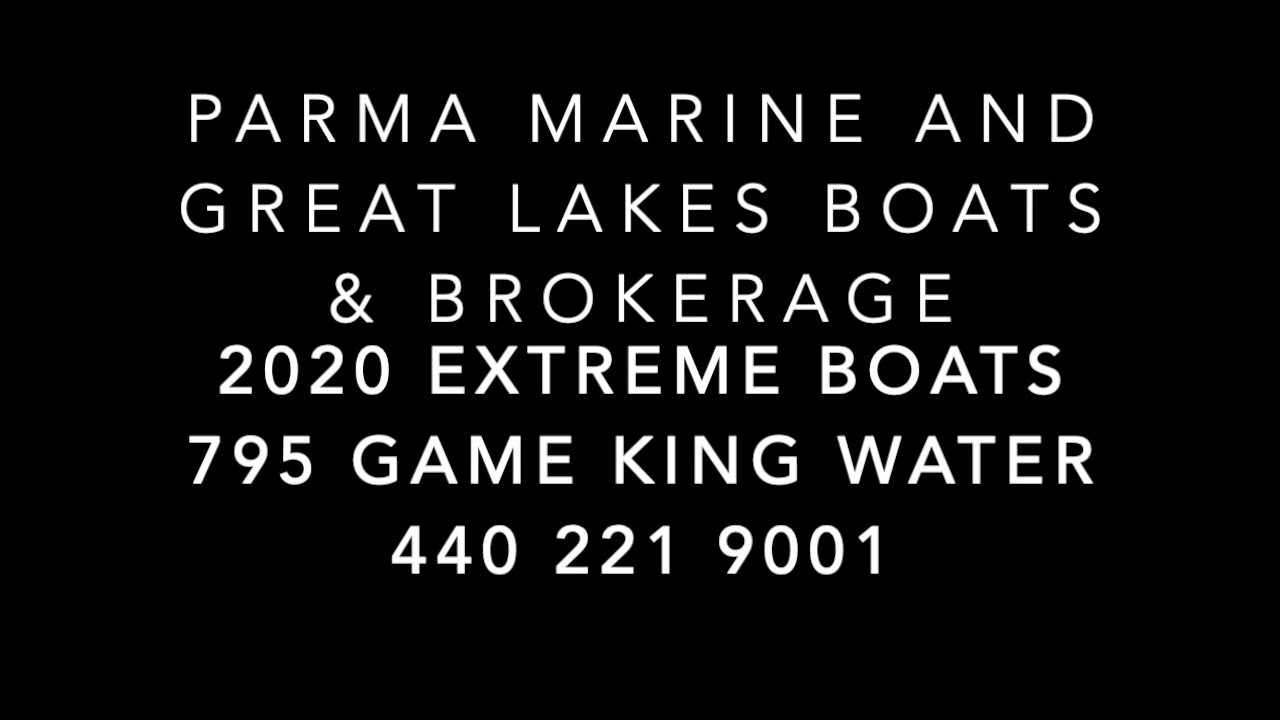 PARMA MARINE AND
GREAT LAKES BOATS
& BROKERAGE
2020 EXTREME BOATS
795 GAME KING WATER
440 221 9001